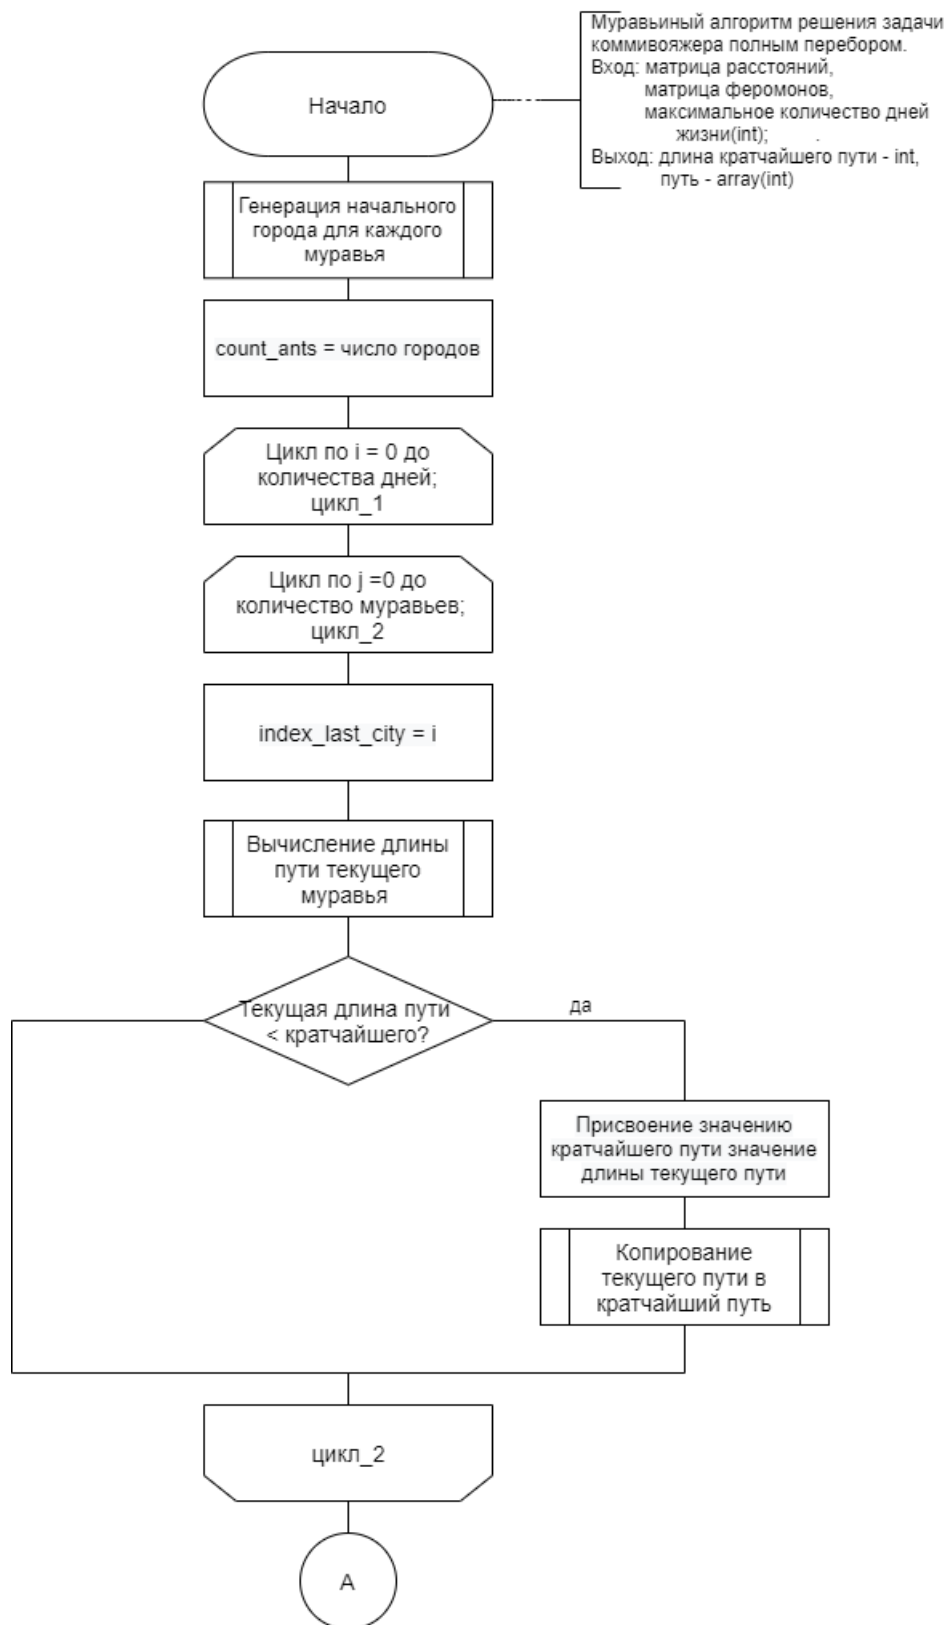 Муравьиный алгоритм решения задачи
коммивояжера полным перебором.
Вход: матрица расстояний,
матрица феромонов,
максимальное количество дней
жизни(int); .
Выход: длина кратчайшего пути - int,
путь - array(int)
Начало
Генерация начального
города для каждого
муравья
count_ants = число городов
Цикл по i = 0 до
количества дней;
цикл_1
Цикл по j =0 до
количество муравьев;
цикл_2
index_last_city = i
Вычисление длины
пути текущего
муравья
Текущая длина пути
< кратчайшего?
да
Присвоение значению
кратчайшего пути значение
длины текущего пути
Копирование
текущего пути в
кратчайший путь
цикл_2
А